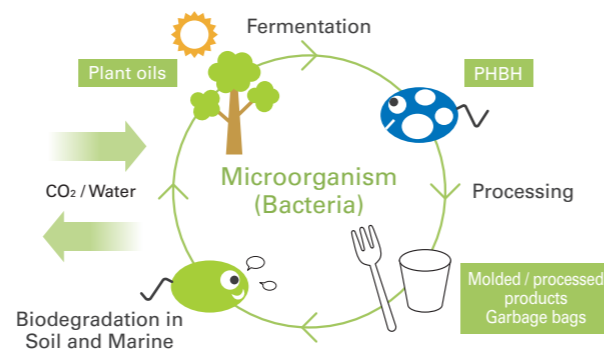 Fermentation
Plant oils
PHBH
CO₂ / Water
Microorganism
(Bacteria)
Processing
Molded / processed
products
Garbage bags
Biodegradation in
Soil and Marine